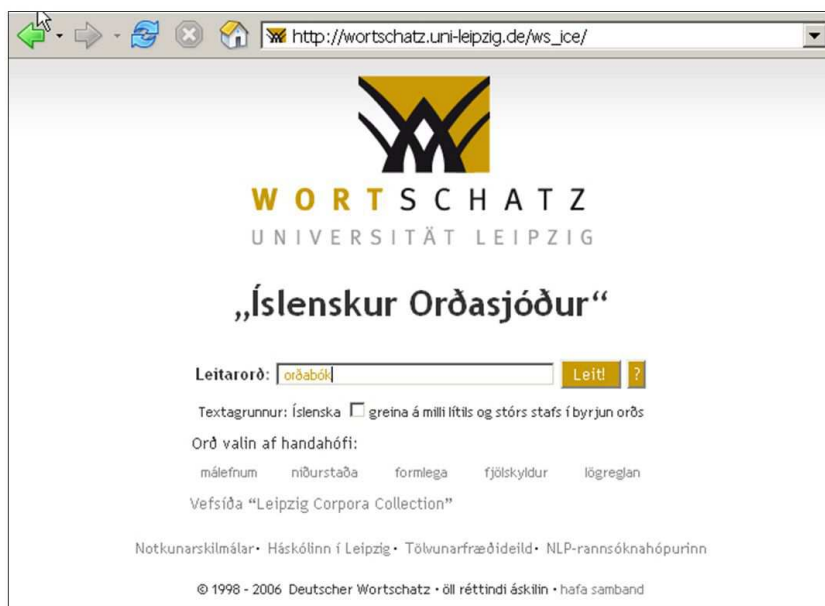 http://wortschatz.uni-leipzig.de/ws_ice/
WORTSCHATZ
UNIVERSITÄT LEIPZIG
„Íslenskur Orðasjóður“
Leitarorð: orðabók Leit! ?
Textagrunnur: Íslenska greina á milli lítils og stórs stafs í byrjun orðs
Orð valin af handahófi:
málefnum niðurstaða formlega fjölskyldur lögreglan
Vefsíða “Leipzig Corpora Collection”
Notkunarskilmálar• Háskólinn í Leipzig• Tölvunarfræðideild• NLP-rannsóknahópurinn
© 1998 - 2006 Deutscher Wortschatz • öll réttindi áskilin • hafa samband